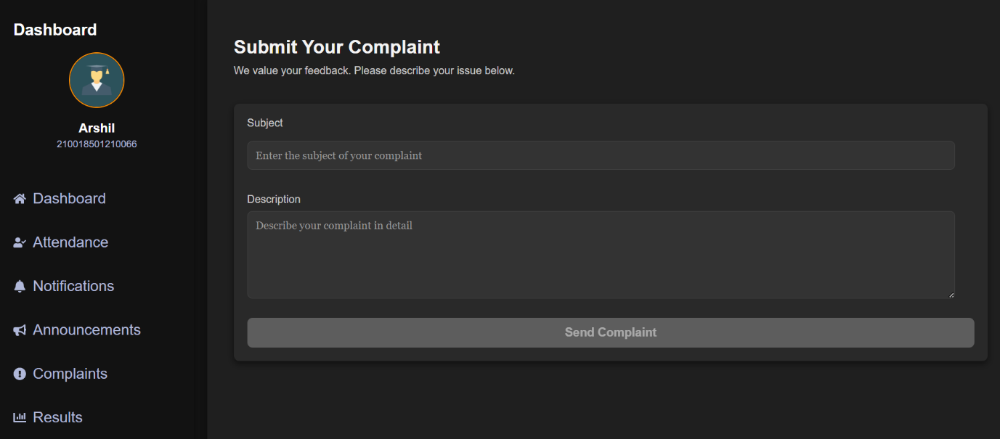 Dashboard
Arshil
210018501210066
Dashboard
Attendance
Notifications
Announcements
Complaints
Results
Submit Your Complaint
We value your feedback. Please describe your issue below.
Subject
Enter the subject of your complaint
Description
Describe your complaint in detail
Send Complaint